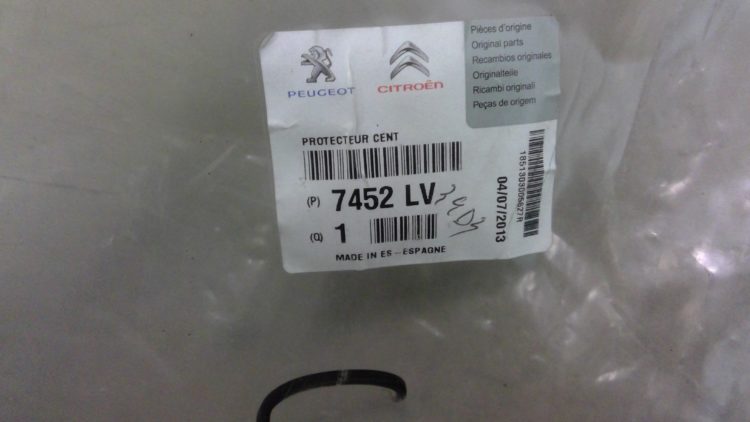 PEUGEOT
CITROËN
Pièces d'origine
Original parts
Recambios originales
Originalteile
Ricambi originali
Peças de origem
PROTECTEUR CENT
(P) 7452 LV
(Q) 1
MADE IN ES - ESPAGNE
04/07/2013